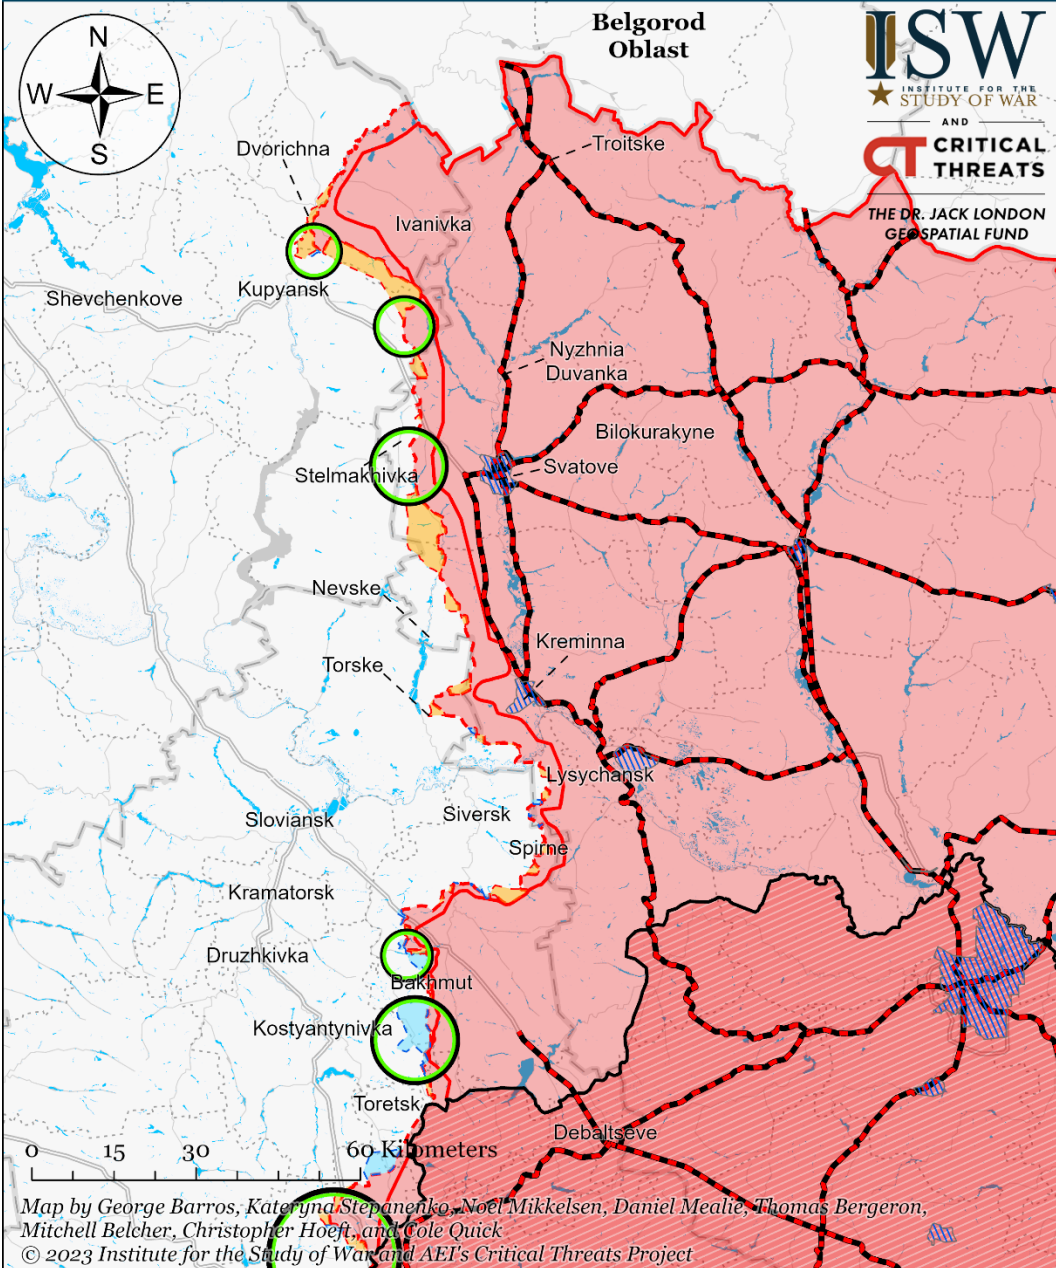 Belgorod
Oblast
ISW
INSTITUTE FOR THE
STUDY OF WAR
AND
CT CRITICAL
THREATS
THE DR. JACK LONDON
GEOSPATIAL FUND
N
W E
S
Dvorichna
Troitske
Ivanivka
Kupyansk
Shevchenkove
Nyzhnia
Duvanka
Bilokurakyne
Svatove
Stelmakhivka
Nevske
Kreminna
Torske
Lysychansk
Siversk
Sloviansk
Spirne
Kramatorsk
Druzhkivka
Bakhmut
Kostyantynivka
Toretsk
Debaltseve
0 15 30 60 Kilometers
Map by George Barros, Kateryna Stepanenko, Noel Mikkelsen, Daniel Mealie, Thomas Bergeron,
Mitchell Belcher, Christopher Hoeft, and Cole Quick
© 2023 Institute for the Study of War and AEI's Critical Threats Project